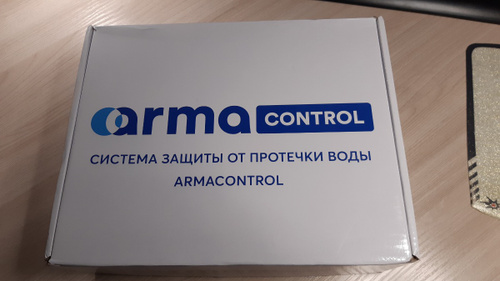 arma CONTROL
СИСТЕМА ЗАЩИТЫ ОТ ПРОТЕЧКИ ВОДЫ
ARMACONTROL